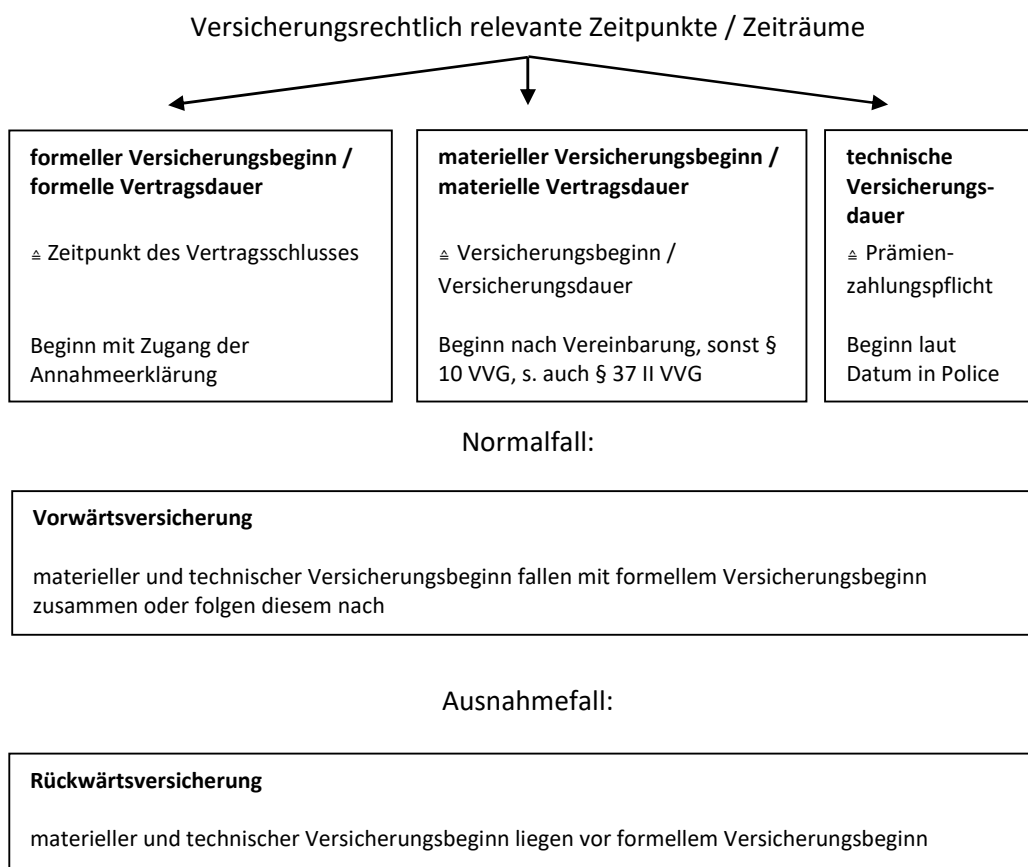 Versicherungsrechtlich relevante Zeitpunkte / Zeiträume
formeller Versicherungsbeginn /
formelle Vertragsdauer
≙ Zeitpunkt des Vertragsschlusses
Beginn mit Zugang der
Annahmeerklärung
materieller Versicherungsbeginn /
materielle Vertragsdauer
≙ Versicherungsbeginn /
Versicherungsdauer
Beginn nach Vereinbarung, sonst §
10 VVG, s. auch § 37 II VVG
technische
Versicherungs-
dauer
≙ Prämien-
zahlungspflicht
Beginn laut
Datum in Police
Normalfall:
Vorwärtsversicherung
materieller und technischer Versicherungsbeginn fallen mit formellem Versicherungsbeginn
zusammen oder folgen diesem nach
Ausnahmefall:
Rückwärtsversicherung
materieller und technischer Versicherungsbeginn liegen vor formellem Versicherungsbeginn